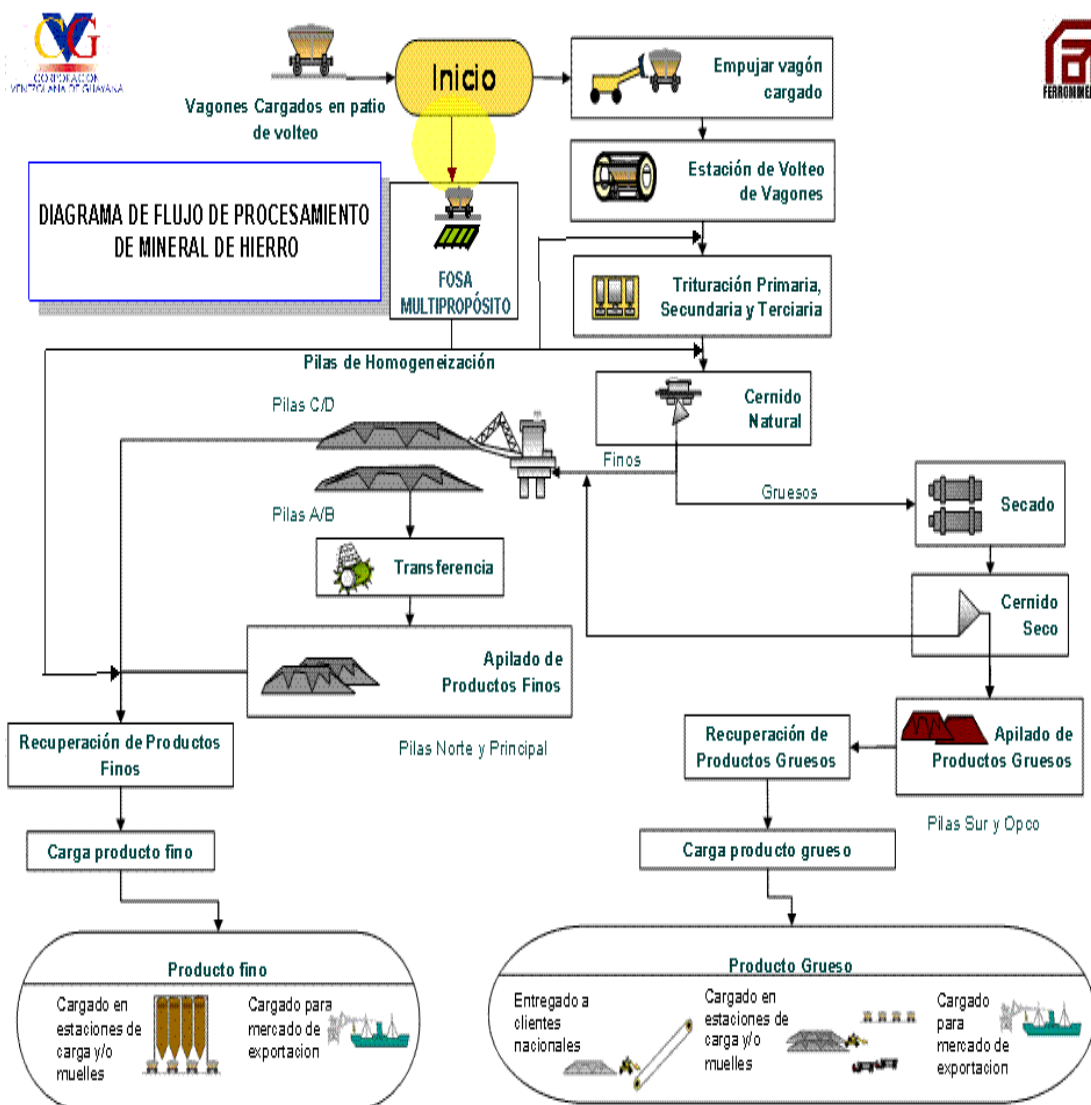 CVG
CORPORACION
VENEZOLANA DE GUAYANA
Inicio
Vagones Cargados en patio
de volteo
Empujar vagón
cargado
DIAGRAMA DE FLUJO DE PROCESAMIENTO
DE MINERAL DE HIERRO
Estación de Volteo
de Vagones
FOSA
MULTIPROPÓSITO
Trituración Primaria,
Secundaria y Terciaria
Pilas de Homogeneización
Pilas C/D
Cernido
Natural
Finos
Gruesos
Pilas A/B
Secado
Transferencia
Cernido
Seco
Apilado de
Productos Finos
Pilas Norte y Principal
Recuperación de Productos
Finos
Recuperación de
Productos Gruesos
Apilado de
Productos Gruesos
Pilas Sur y Opco
Carga producto fino
Carga producto grueso
Producto fino
Cargado en
estaciones de
carga y/o
muelles
Cargado para
mercado de
exportacion
Producto Grueso
Entregado a
clientes
nacionales
Cargado en
estaciones de
carga y/o
muelles
Cargado
para
mercado de
exportacion